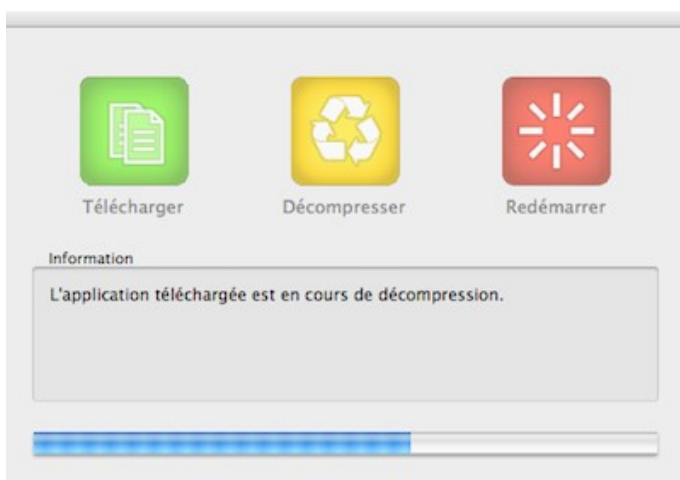 Télécharger
Décompresser
Redémarrer
Information
L'application téléchargée est en cours de décompression.